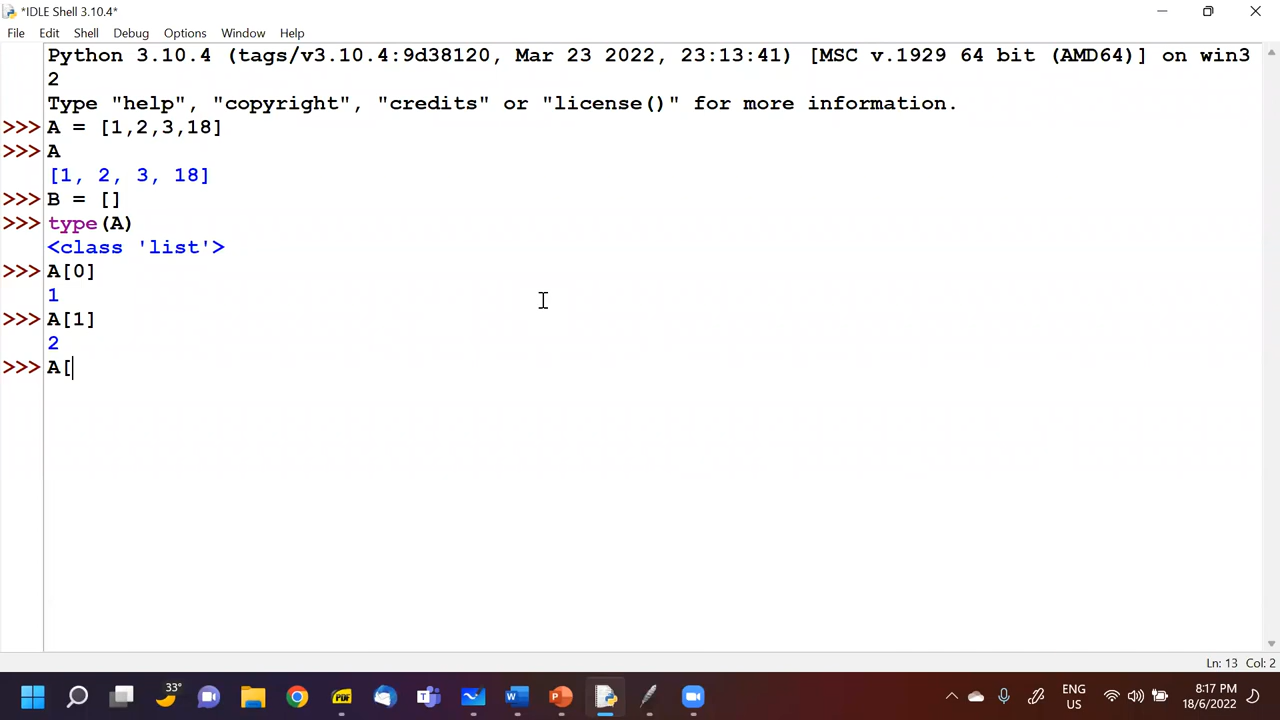 *IDLE Shell 3.10.4*
File Edit Shell Debug Options Window Help
Python 3.10.4 (tags/v3.10.4:9d38120, Mar 23 2022, 23:13:41) [MSC v.1929 64 bit (AMD64)] on win3
2
Type "help", "copyright", "credits" or "license()" for more information.
>>> A = [1,2,3,18]
>>> A
[1, 2, 3, 18]
>>> B = []
>>> type(A)
<class 'list'>
>>> A[0]
1
>>> A[1]
2
>>> A[
Ln: 13 Col: 2
33°
PDF
T
W
P
ENG
US
8:17 PM
18/6/2022